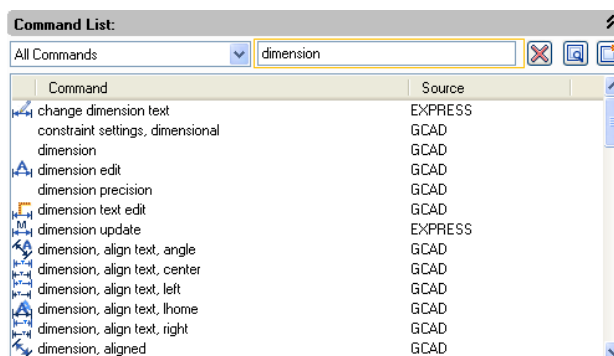 Command List:
All Commands dimension
Command Source
change dimension text EXPRESS
constraint settings, dimensional GCAD
dimension GCAD
dimension edit GCAD
dimension precision GCAD
dimension text edit GCAD
dimension update EXPRESS
dimension, align text, angle GCAD
dimension, align text, center GCAD
dimension, align text, left GCAD
dimension, align text, lhome GCAD
dimension, align text, right GCAD
dimension, aligned GCAD